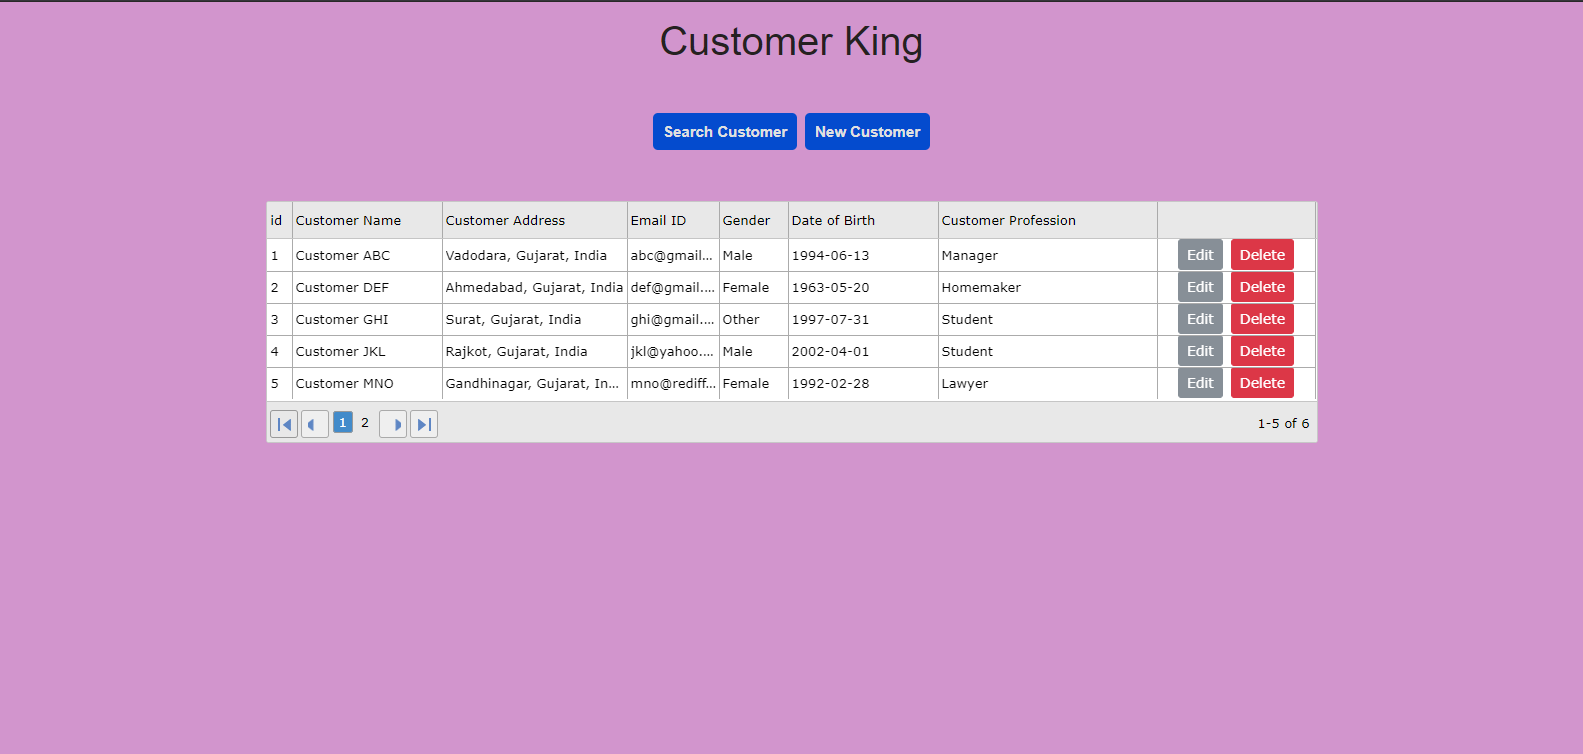 Customer King
Search Customer New Customer
id Customer Name Customer Address Email ID Gender Date of Birth Customer Profession
1 Customer ABC Vadodara, Gujarat, India abc@gmail... Male 1994-06-13 Manager Edit Delete
2 Customer DEF Ahmedabad, Gujarat, India def@gmail.... Female 1963-05-20 Homemaker Edit Delete
3 Customer GHI Surat, Gujarat, India ghi@gmail.... Other 1997-07-31 Student Edit Delete
4 Customer JKL Rajkot, Gujarat, India jkl@yahoo.... Male 2002-04-01 Student Edit Delete
5 Customer MNO Gandhinagar, Gujarat, In... mno@rediff... Female 1992-02-28 Lawyer Edit Delete
1 2 1-5 of 6